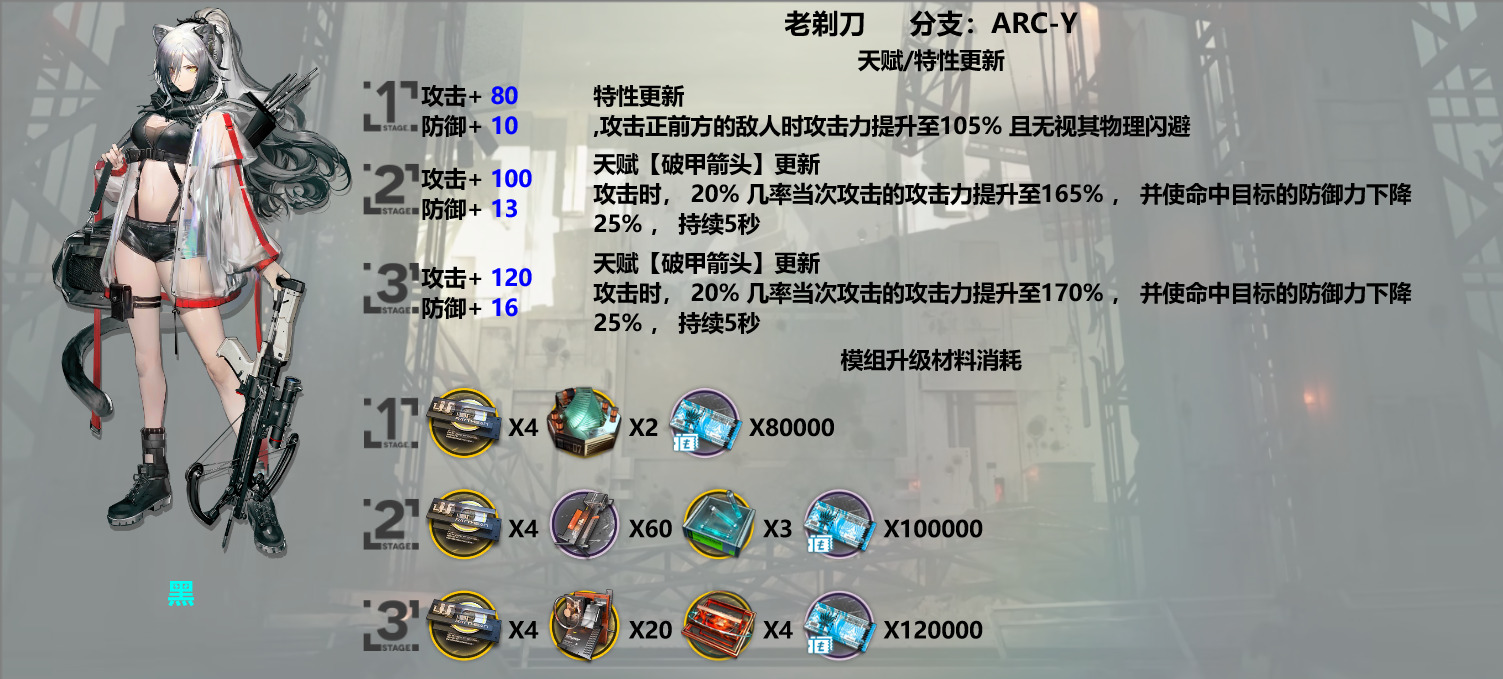 老剃刀 分支：ARC-Y
天赋/特性更新
1 STAGE.
攻击+ 80
防御+ 10
特性更新
,攻击正前方的敌人时攻击力提升至105% 且无视其物理闪避
2 STAGE.
攻击+ 100
防御+ 13
天赋【破甲箭头】更新
攻击时， 20% 几率当次攻击的攻击力提升至165% ， 并使命中目标的防御力下降
25% ， 持续5秒
3 STAGE.
攻击+ 120
防御+ 16
天赋【破甲箭头】更新
攻击时， 20% 几率当次攻击的攻击力提升至170% ， 并使命中目标的防御力下降
25% ， 持续5秒
模组升级材料消耗
1 STAGE. X4 X2 X80000
2 STAGE. X4 X60 X3 X100000
3 STAGE. X4 X20 X4 X120000
黑